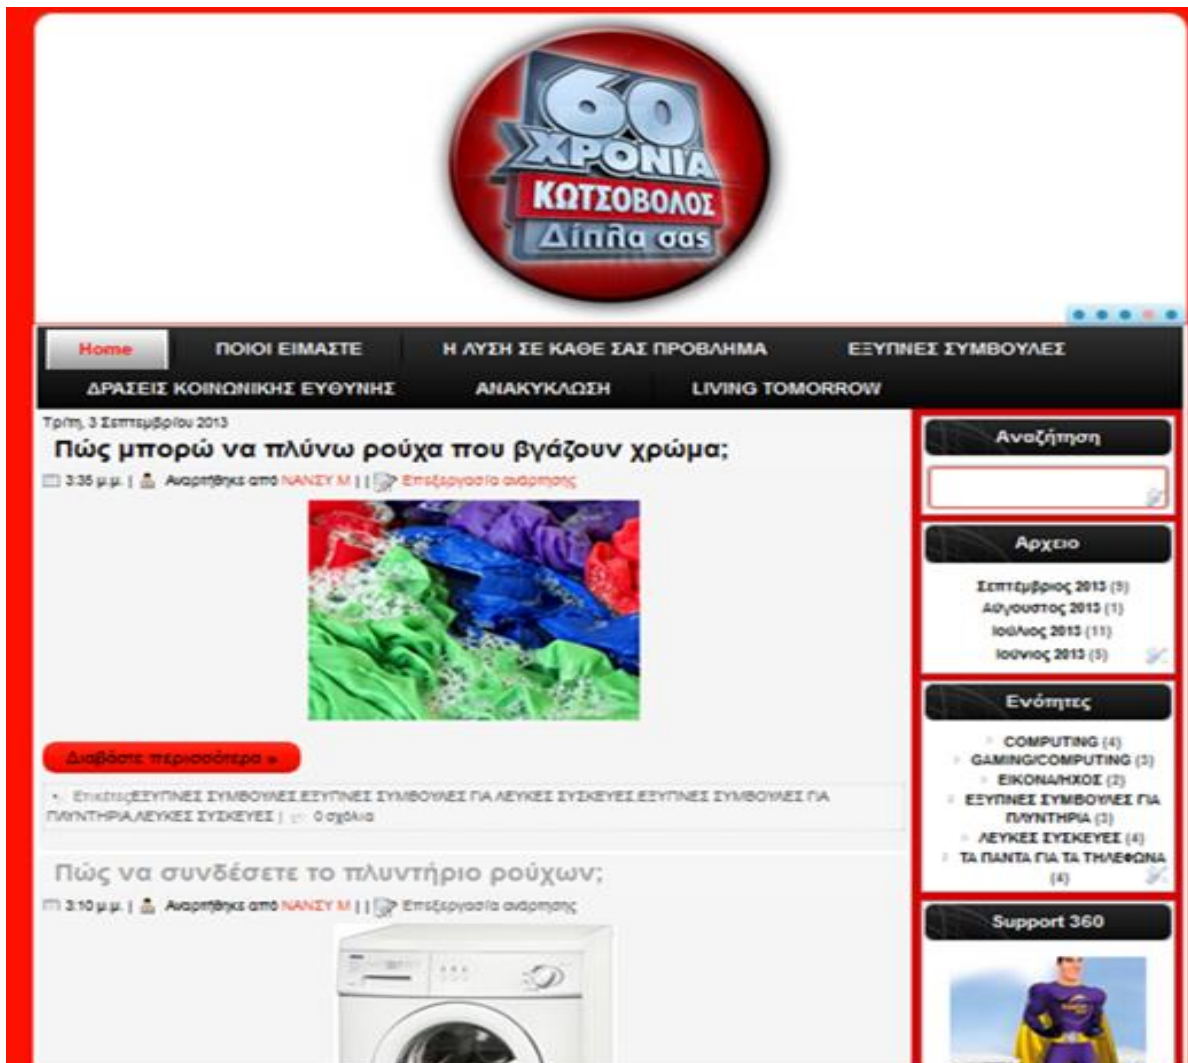 60
ΧΡΟΝΙΑ
ΚΩΤΣΟΒΟΛΟΣ
Δίπλα σας
Home
ΠΟΙΟΙ ΕΙΜΑΣΤΕ
Η ΛΥΣΗ ΣΕ ΚΑΘΕ ΣΑΣ ΠΡΟΒΛΗΜΑ
ΕΞΥΠΝΕΣ ΣΥΜΒΟΥΛΕΣ
ΔΡΑΣΕΙΣ ΚΟΙΝΩΝΙΚΗΣ ΕΥΘΥΝΗΣ
ΑΝΑΚΥΚΛΩΣΗ
LIVING TOMORROW
Τρίτη, 3 Σεπτεμβρίου 2013
Πώς μπορώ να πλύνω ρούχα που βγάζουν χρώμα;
3:35 μ.μ. | Αναρτήθηκε από ΝΑΝΣΥ Μ | | Επεξεργασία ανάρτησης
Διαβάστε περισσότερα »
Ετικέτες ΕΞΥΠΝΕΣ ΣΥΜΒΟΥΛΕΣ,ΕΞΥΠΝΕΣ ΣΥΜΒΟΥΛΕΣ ΓΙΑ ΛΕΥΚΕΣ ΣΥΣΚΕΥΕΣ,ΕΞΥΠΝΕΣ ΣΥΜΒΟΥΛΕΣ ΓΙΑ
ΠΛΥΝΤΗΡΙΑ,ΛΕΥΚΕΣ ΣΥΣΚΕΥΕΣ | 0 σχόλια
Πώς να συνδέσετε το πλυντήριο ρούχων;
3:10 μ.μ. | Αναρτήθηκε από ΝΑΝΣΥ Μ | | Επεξεργασία ανάρτησης
Αναζήτηση
Αρχειο
Σεπτέμβριος 2013 (9)
Αύγουστος 2013 (1)
Ιούλιος 2013 (11)
Ιούνιος 2013 (5)
Ενότητες
COMPUTING (4)
GAMING/COMPUTING (3)
ΕΙΚΟΝΑ/ΗΧΟΣ (2)
ΕΞΥΠΝΕΣ ΣΥΜΒΟΥΛΕΣ ΓΙΑ
ΠΛΥΝΤΗΡΙΑ (3)
ΛΕΥΚΕΣ ΣΥΣΚΕΥΕΣ (4)
ΤΑ ΠΑΝΤΑ ΓΙΑ ΤΑ ΤΗΛΕΦΩΝΑ
(4)
Support 360